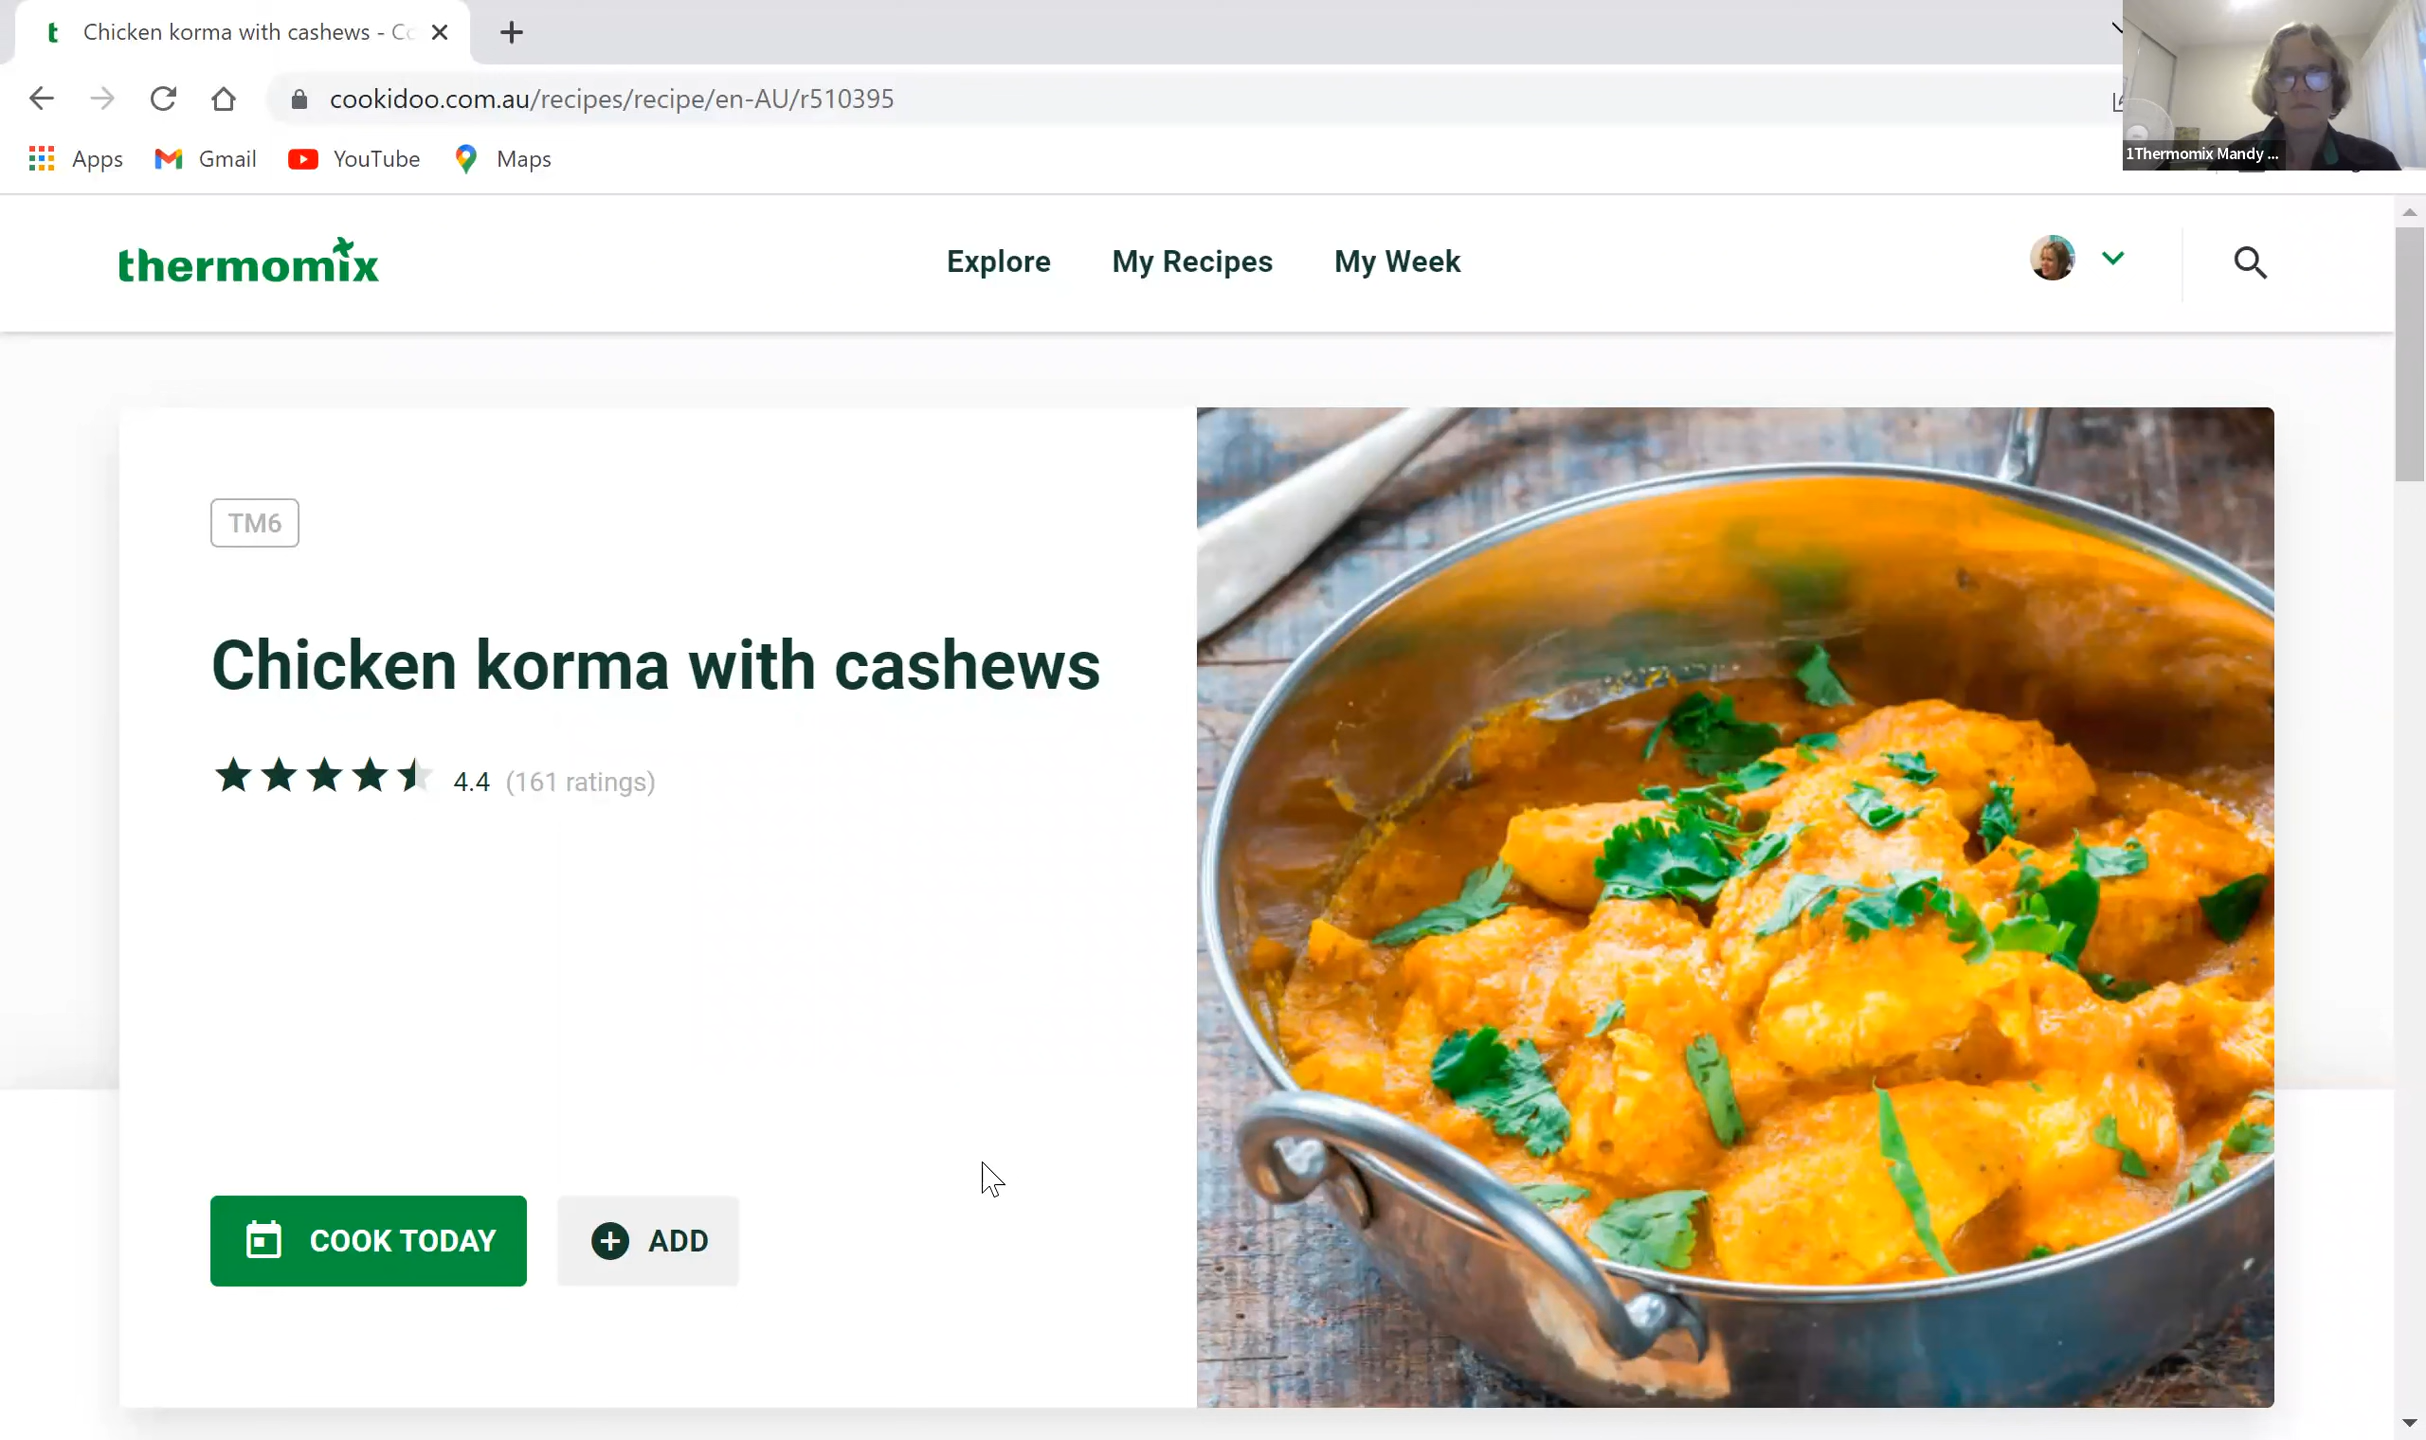 t Chicken korma with cashews - Co
cookidoo.com.au/recipes/recipe/en-AU/r510395
Apps Gmail YouTube Maps
1Thermomix Mandy ...
thermomix Explore My Recipes My Week
TM6
Chicken korma with cashews
4.4 (161 ratings)
COOK TODAY ADD